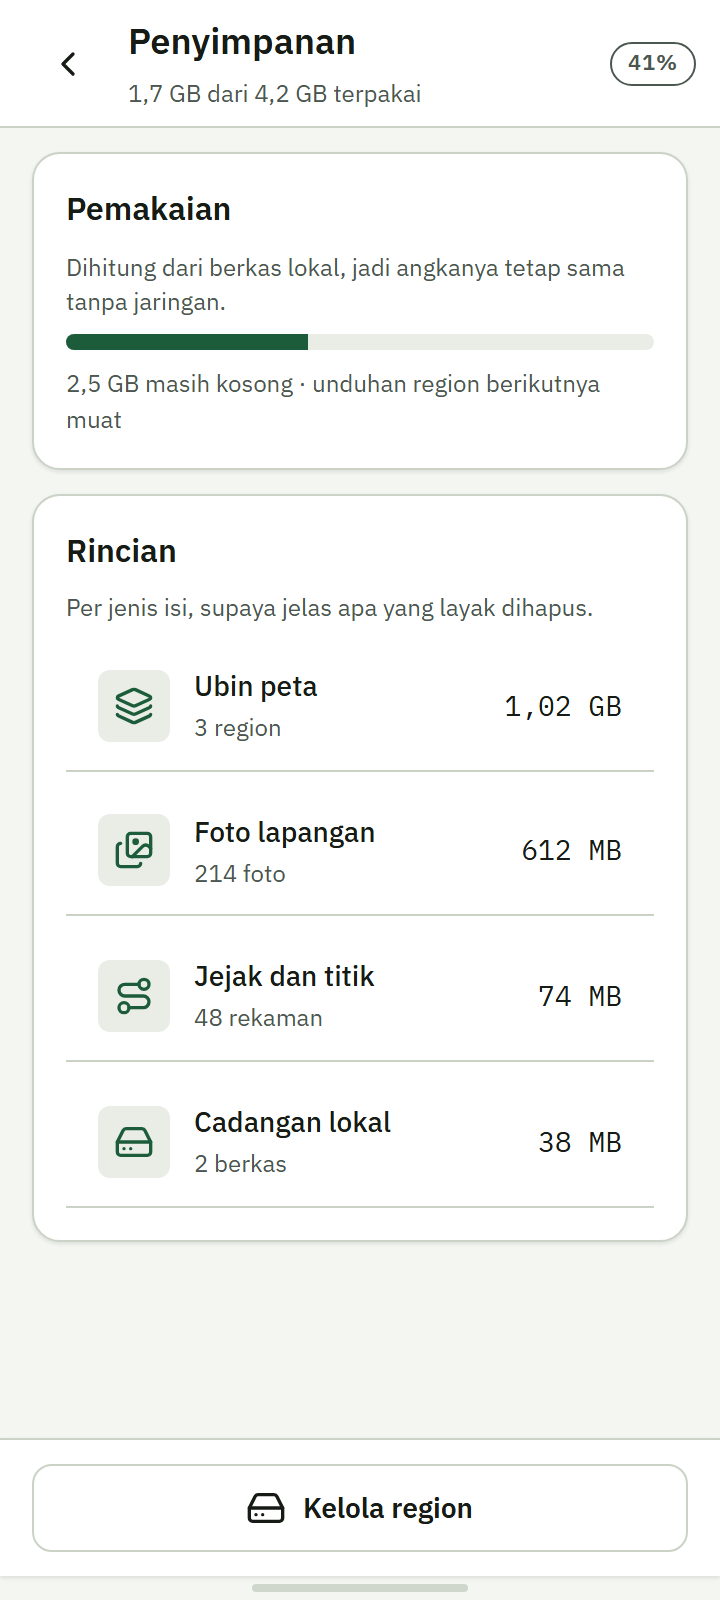 Penyimpanan
1,7 GB dari 4,2 GB terpakai
41%
Pemakaian
Dihitung dari berkas lokal, jadi angkanya tetap sama
tanpa jaringan.
2,5 GB masih kosong · unduhan region berikutnya
muat
Rincian
Per jenis isi, supaya jelas apa yang layak dihapus.
Ubin peta
3 region
1,02 GB
Foto lapangan
214 foto
612 MB
Jejak dan titik
48 rekaman
74 MB
Cadangan lokal
2 berkas
38 MB
Kelola region